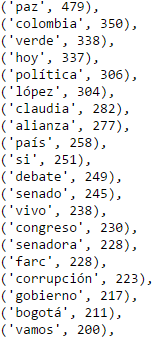 ('paz', 479),
('colombia', 350),
('verde', 338),
('hoy', 337),
('política', 306),
('lópez', 304),
('claudia', 282),
('alianza', 277),
('país', 258),
('si', 251),
('debate', 249),
('senado', 245),
('vivo', 238),
('congreso', 230),
('senadora', 228),
('farc', 228),
('corrupción', 223),
('gobierno', 217),
('bogotá', 211),
('vamos', 200),